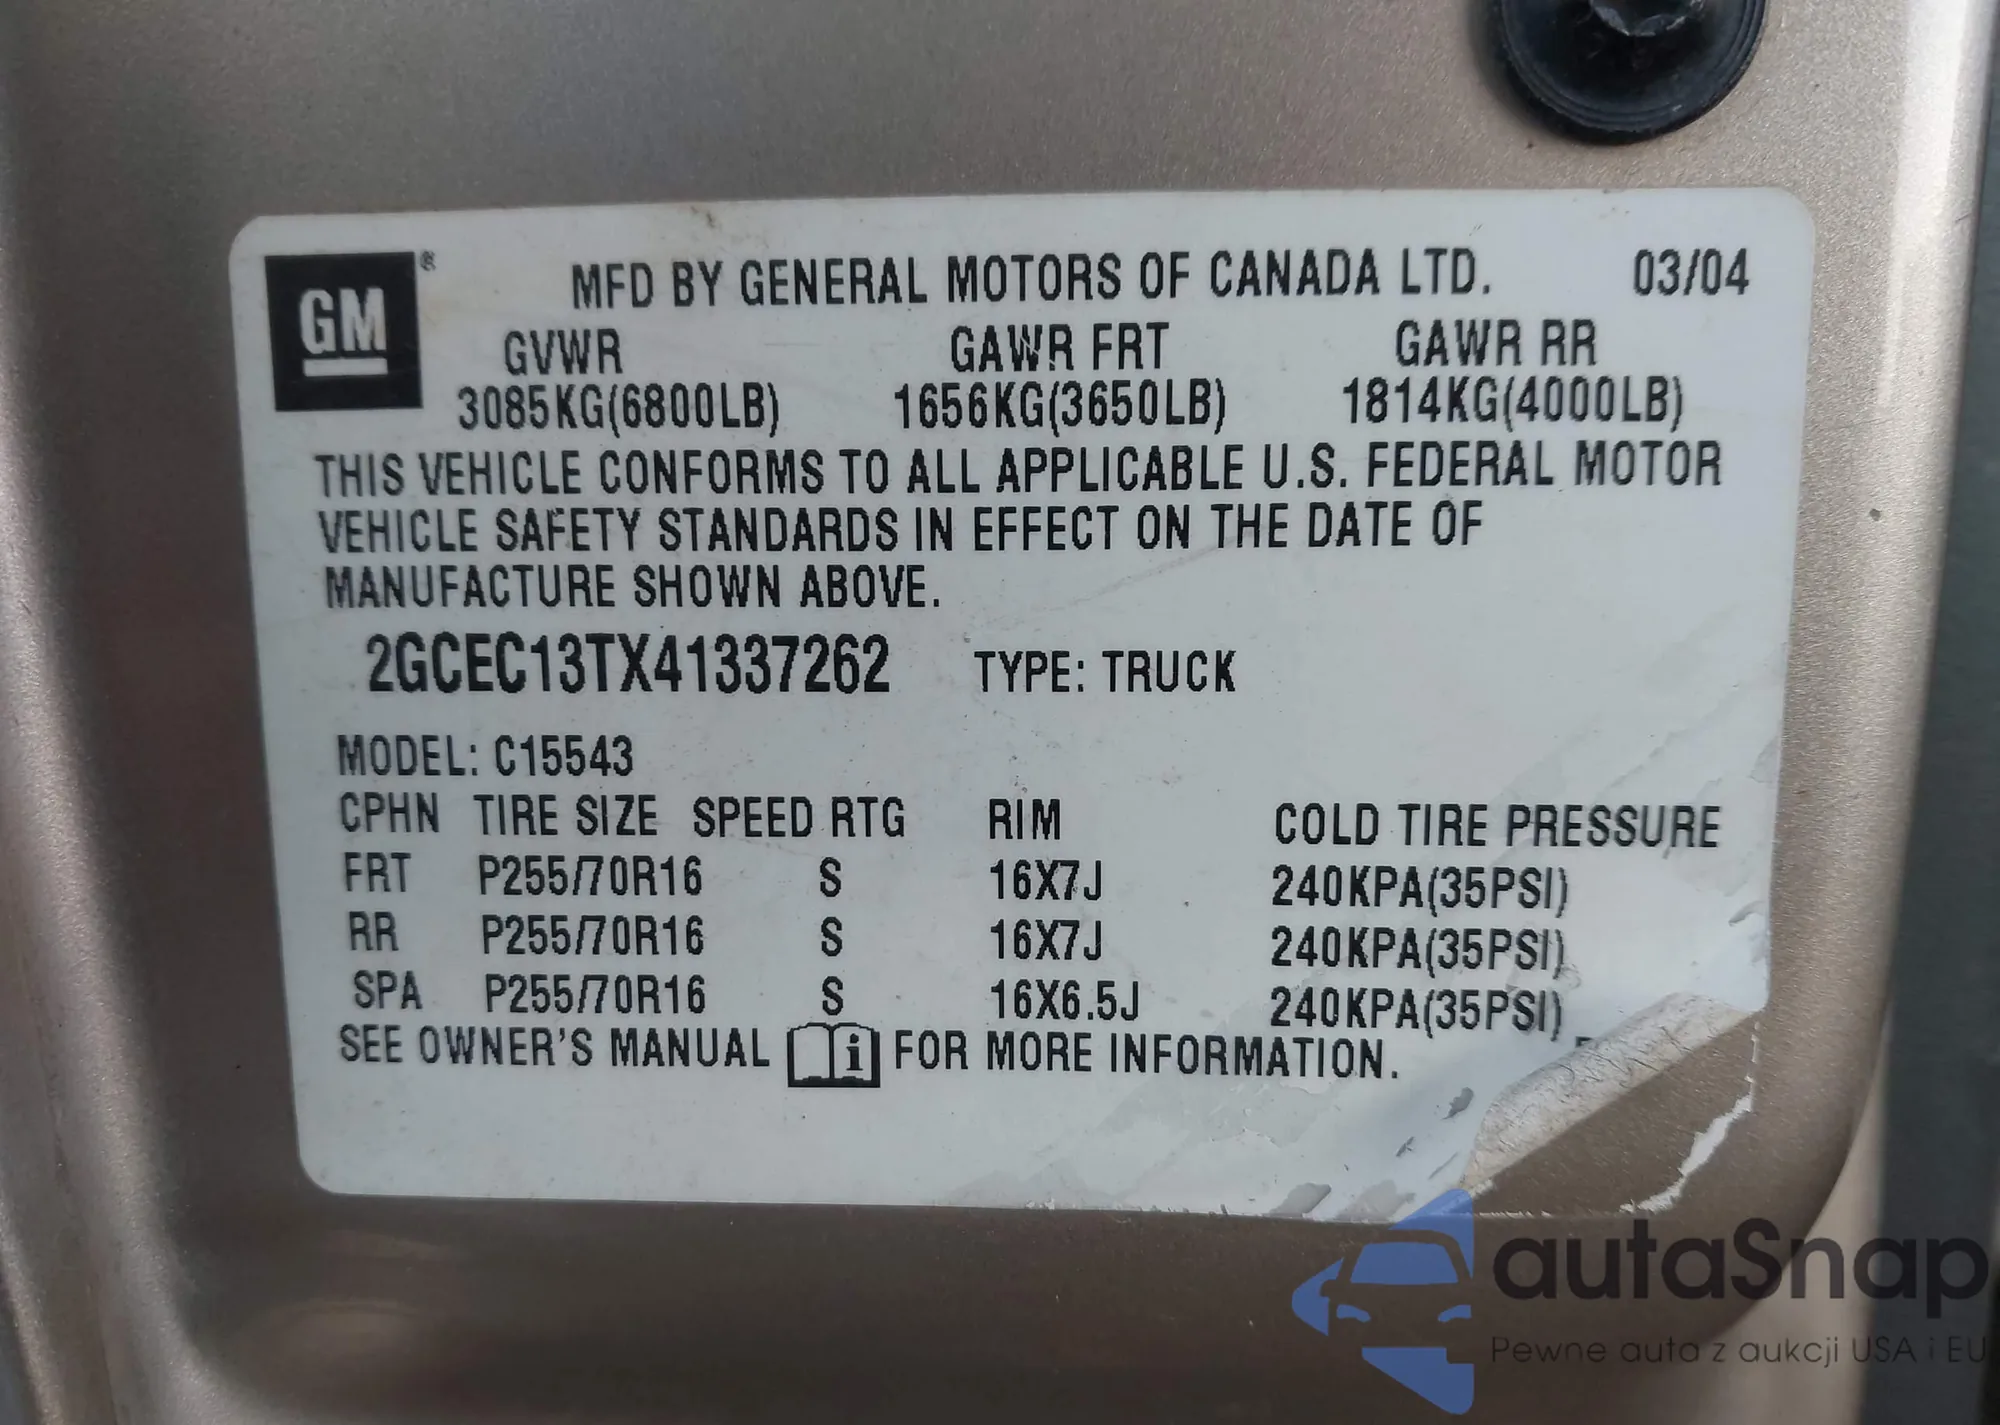 GM ®
MFD BY GENERAL MOTORS OF CANADA LTD. 03/04
GVWR GAWR FRT GAWR RR
3085KG(6800LB) 1656KG(3650LB) 1814KG(4000LB)
THIS VEHICLE CONFORMS TO ALL APPLICABLE U.S. FEDERAL MOTOR
VEHICLE SAFETY STANDARDS IN EFFECT ON THE DATE OF
MANUFACTURE SHOWN ABOVE.
2GCEC13TX41337262 TYPE: TRUCK
MODEL: C15543
CPHN TIRE SIZE SPEED RTG RIM COLD TIRE PRESSURE
FRT P255/70R16 S 16X7J 240KPA(35PSI)
RR P255/70R16 S 16X7J 240KPA(35PSI)
SPA P255/70R16 S 16X6.5J 240KPA(35PSI)
SEE OWNER'S MANUAL i FOR MORE INFORMATION.
autaSnap
Pewne auta z aukcji USA i EU